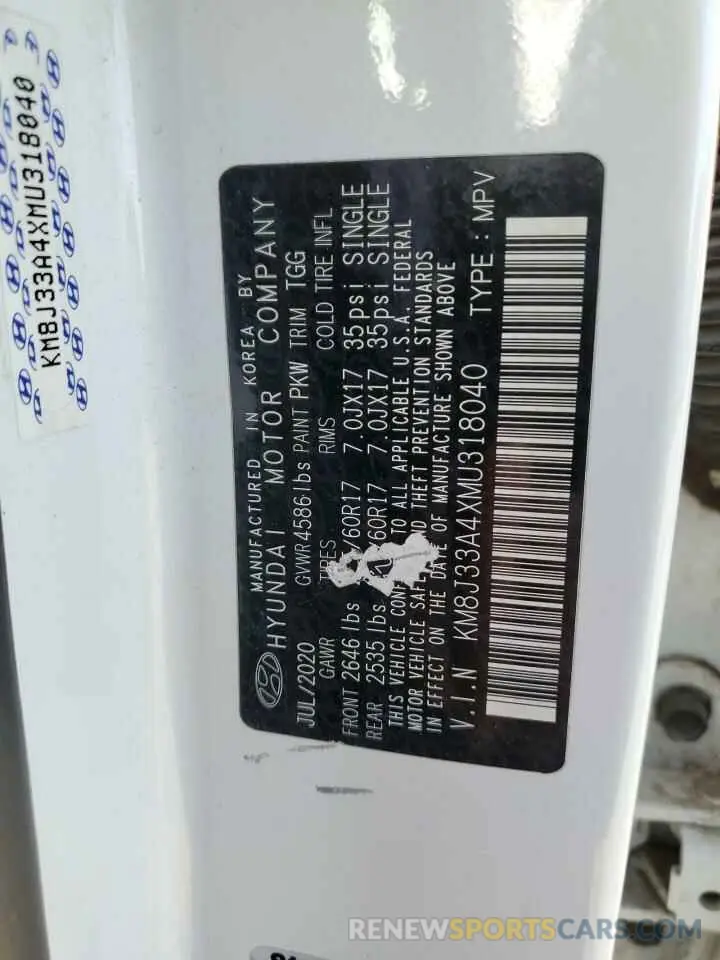 KM8J33A4XMU318040
MANUFACTURED IN KOREA BY
HYUNDAI MOTOR COMPANY
JUL/2020 GVWR 4586 lbs PAINT PKW TRIM TGG
GAWR TIRES RIMS COLD TIRE INFL
FRONT 2646 lbs /60R17 7.0JX17 35psi SINGLE
REAR 2535 lbs /60R17 7.0JX17 35psi SINGLE
THIS VEHICLE TO ALL APPLICABLE U.S.A. FEDERAL
MOTOR VEHICLE AND THEFT PREVENTION STANDARDS
IN EFFECT ON THE DATE OF MANUFACTURE SHOWN ABOVE
V.I.N KM8J33A4XMU318040 TYPE : MPV
RENEWSPORTSCARS.COM